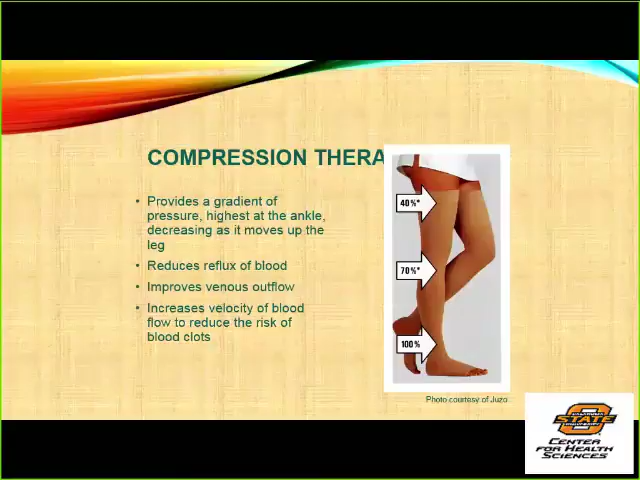 COMPRESSION THERA
• Provides a gradient of
pressure, highest at the ankle,
decreasing as it moves up the
leg
• Reduces reflux of blood
• Improves venous outflow
• Increases velocity of blood
flow to reduce the risk of
blood clots
40%*
70%*
100%
Photo courtesy of Juzo
STATE
CENTER
FOR HEALTH
SCIENCES